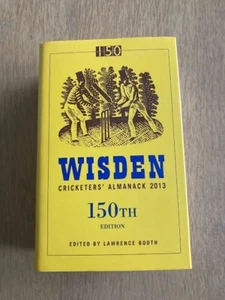 150
WISDEN
CRICKETERS' ALMANACK 2013
150TH
EDITION
EDITED BY LAWRENCE BOOTH